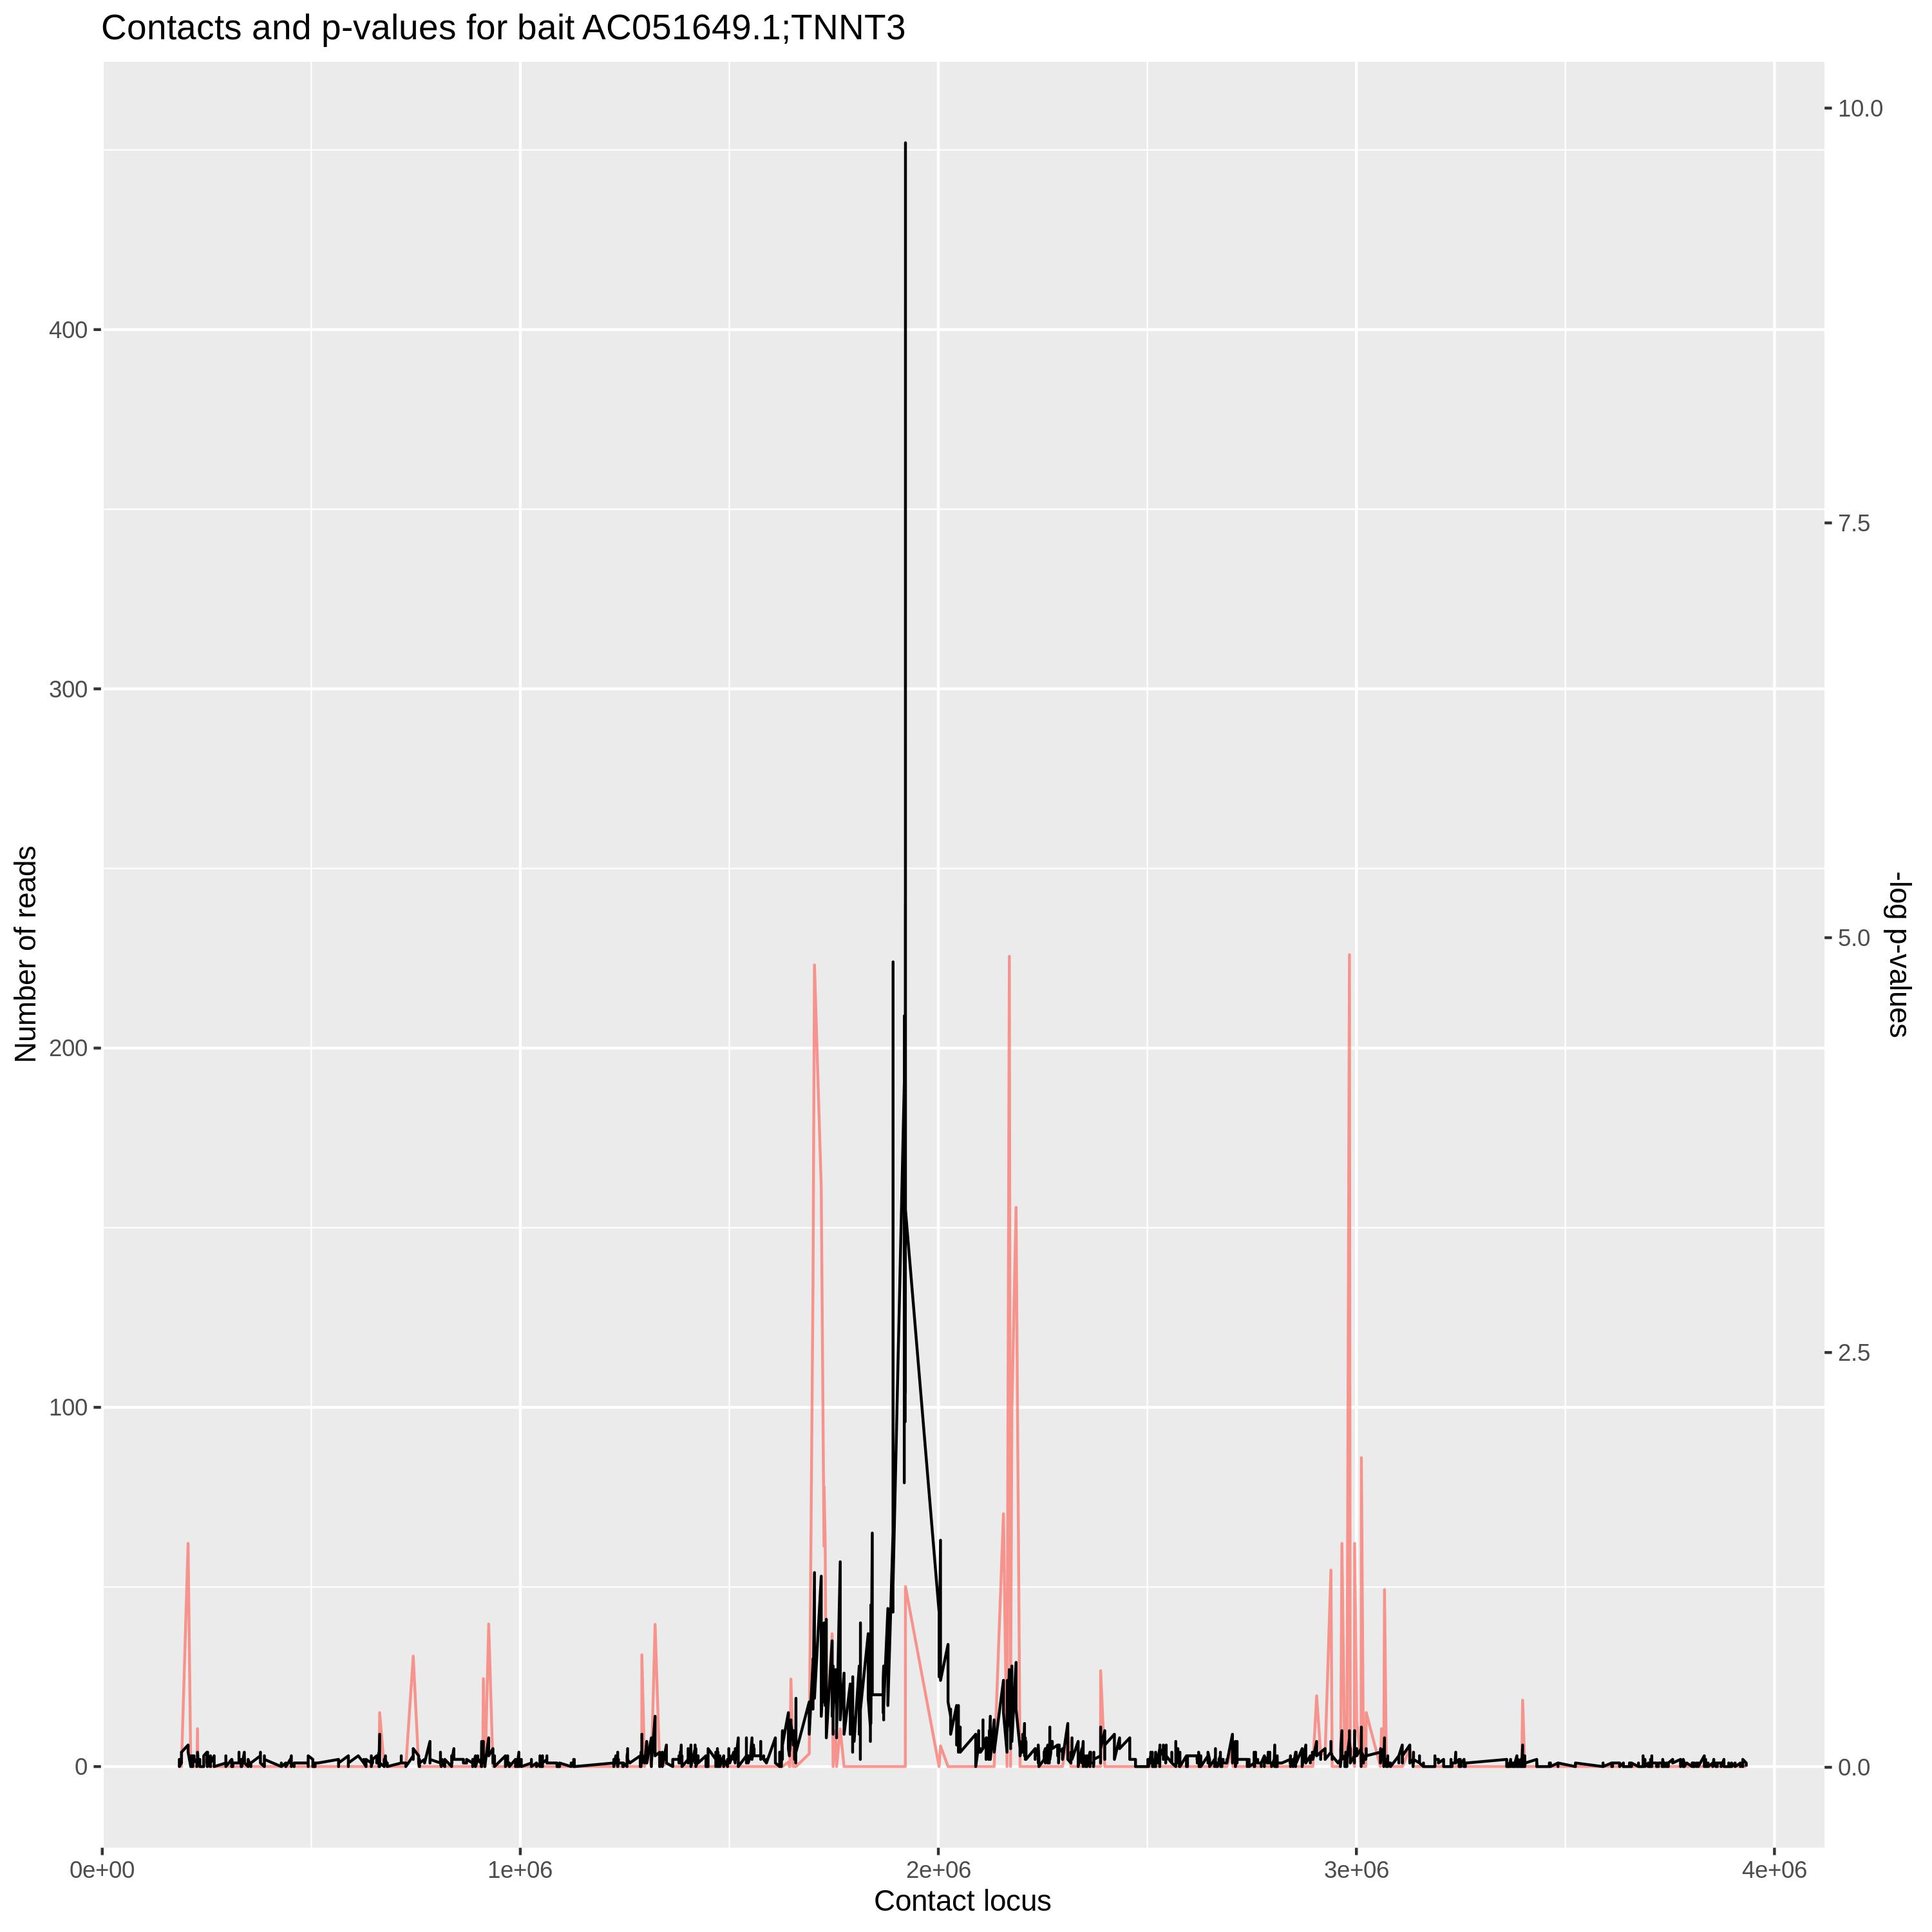 Contacts and p-values for bait AC051649.1;TNNT3
Number of reads
400
300
200
100
0
10.0
7.5
5.0
2.5
0.0
-log p-values
0e+00 1e+06 2e+06 3e+06 4e+06
Contact locus